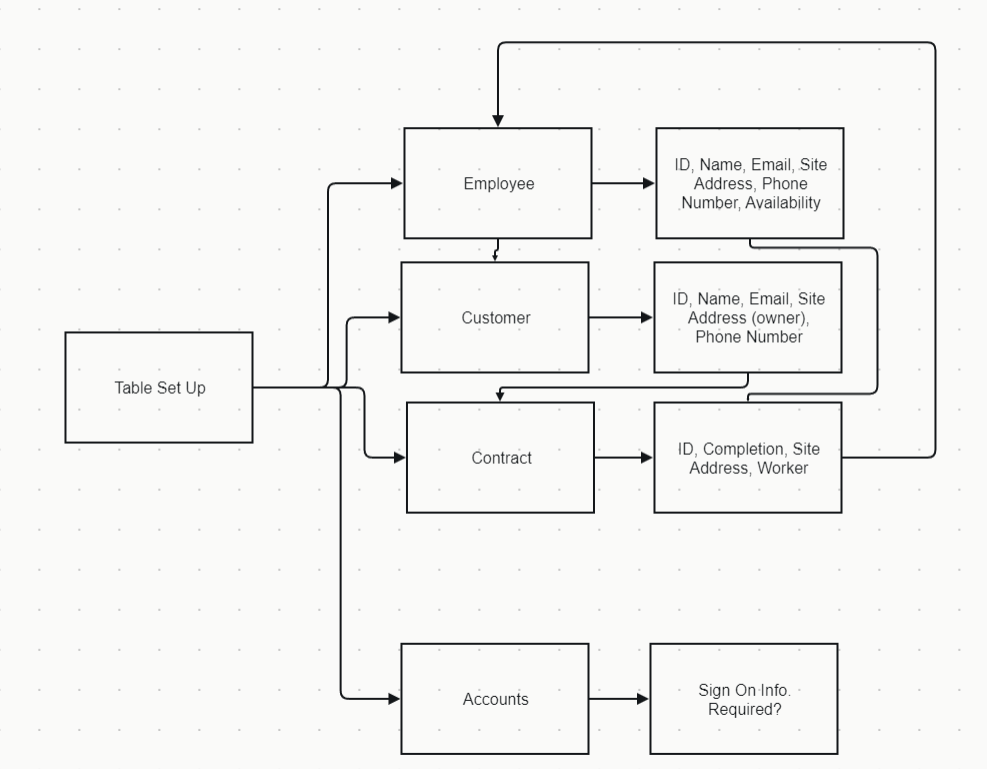 Employee
ID, Name, Email, Site
Address, Phone
Number, Availability
Customer
ID, Name, Email, Site
Address (owner),
Phone Number
Table Set Up
Contract
ID, Completion, Site
Address, Worker
Accounts
Sign On Info.
Required?